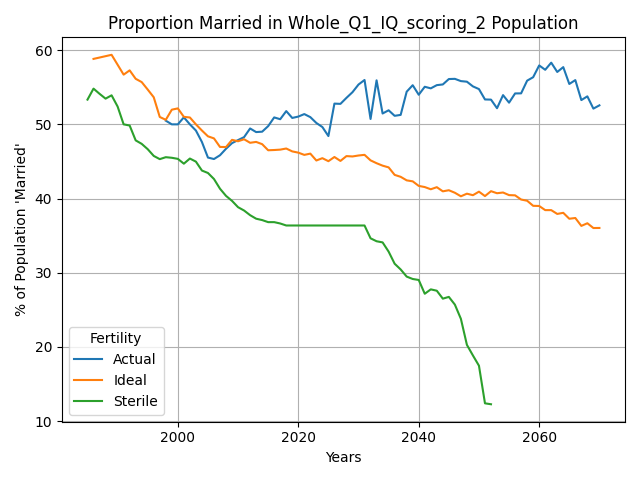 Proportion Married in Whole_Q1_IQ_scoring_2 Population
% of Population 'Married'
60
50
40
30
20
10
Fertility
Actual
Ideal
Sterile
2000
2020
2040
2060
Years